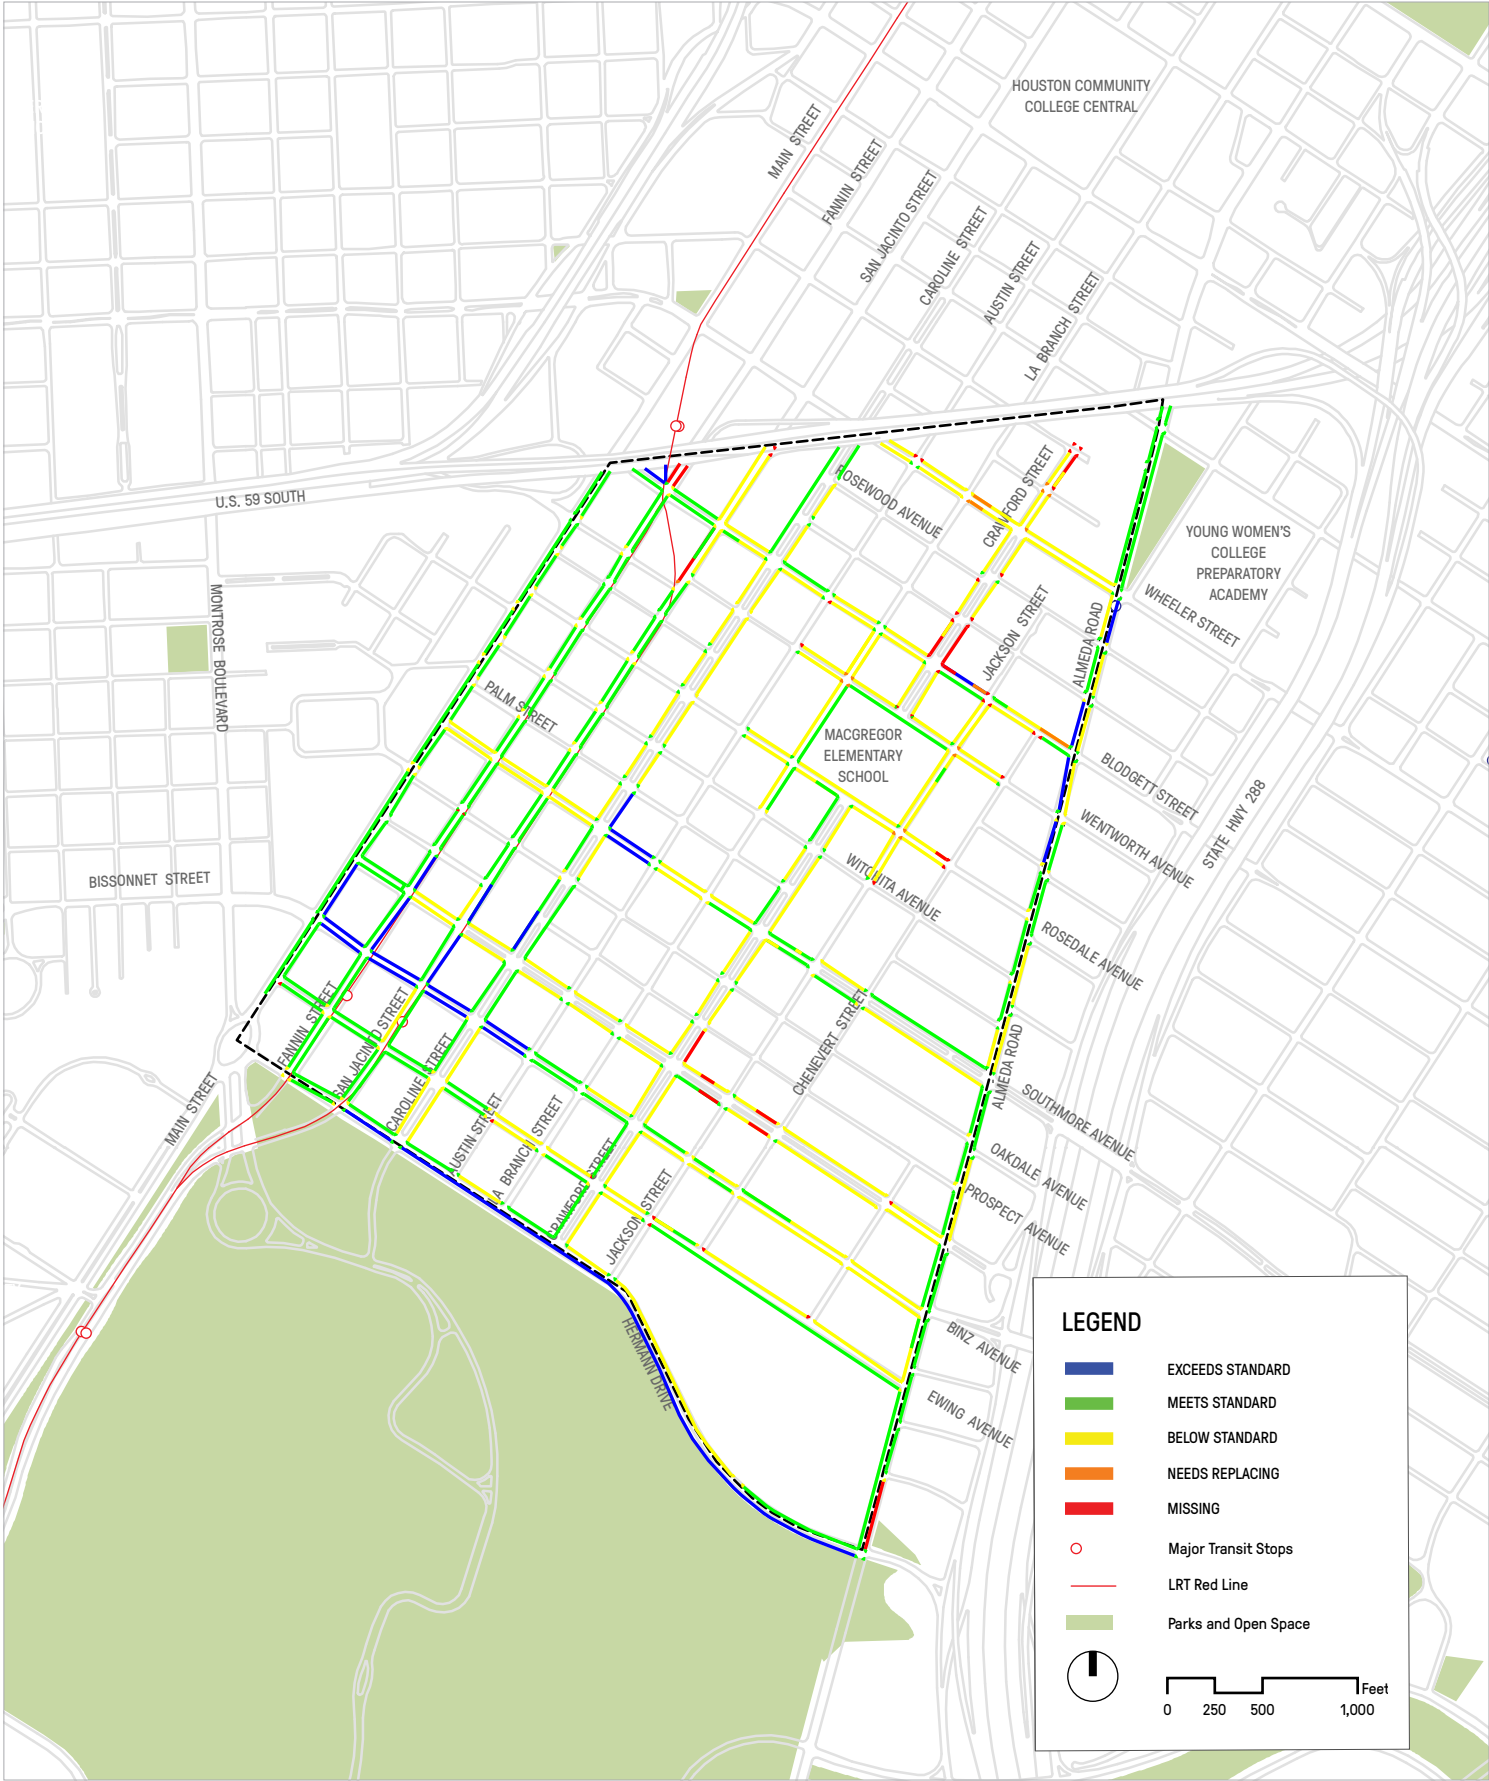 HOUSTON COMMUNITY
COLLEGE CENTRAL
MAIN STREET
FANNIN STREET
SAN JACINTO STREET
CAROLINE STREET
AUSTIN STREET
LA BRANCH STREET
U.S. 59 SOUTH
ROSEWOOD AVENUE
CRAWFORD STREET
YOUNG WOMEN'S
COLLEGE
PREPARATORY
ACADEMY
WHEELER STREET
MONTROSE BOULEVARD
JACKSON STREET
ALMEDA ROAD
PALM STREET
MACGREGOR
ELEMENTARY
SCHOOL
BLODGETT STREET
STATE HWY 288
WENTWORTH AVENUE
BISSONNET STREET
WITCHITA AVENUE
ROSEDALE AVENUE
FANNIN STREET
SAN JACINTO STREET
CHENEVERT STREET
CAROLINE STREET
ALMEDA ROAD
MAIN STREET
SOUTHMORE AVENUE
AUSTIN STREET
LA BRANCH STREET
CRAWFORD STREET
JACKSON STREET
OAKDALE AVENUE
PROSPECT AVENUE
HERMANN DRIVE
BINZ AVENUE
EWING AVENUE
LEGEND
EXCEEDS STANDARD
MEETS STANDARD
BELOW STANDARD
NEEDS REPLACING
MISSING
Major Transit Stops
LRT Red Line
Parks and Open Space
Feet
0 250 500 1,000